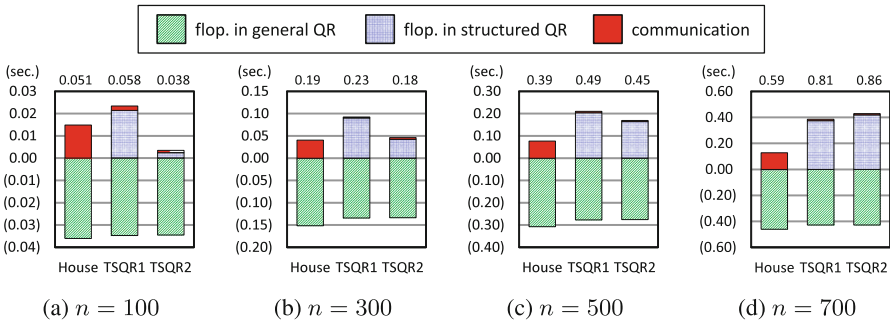 flop. in general QR flop. in structured QR communication
(sec.) 0.051 0.058 0.038
0.03
0.02
0.01
0.00
(0.01)
(0.02)
(0.03)
(0.04)
House TSQR1 TSQR2
(a) n = 100
(sec.) 0.19 0.23 0.18
0.15
0.10
0.05
0.00
(0.05)
(0.10)
(0.15)
(0.20)
House TSQR1 TSQR2
(b) n = 300
(sec.) 0.39 0.49 0.45
0.30
0.20
0.10
0.00
(0.10)
(0.20)
(0.30)
(0.40)
House TSQR1 TSQR2
(c) n = 500
(sec.) 0.59 0.81 0.86
0.60
0.40
0.20
0.00
(0.20)
(0.40)
(0.60)
House TSQR1 TSQR2
(d) n = 700